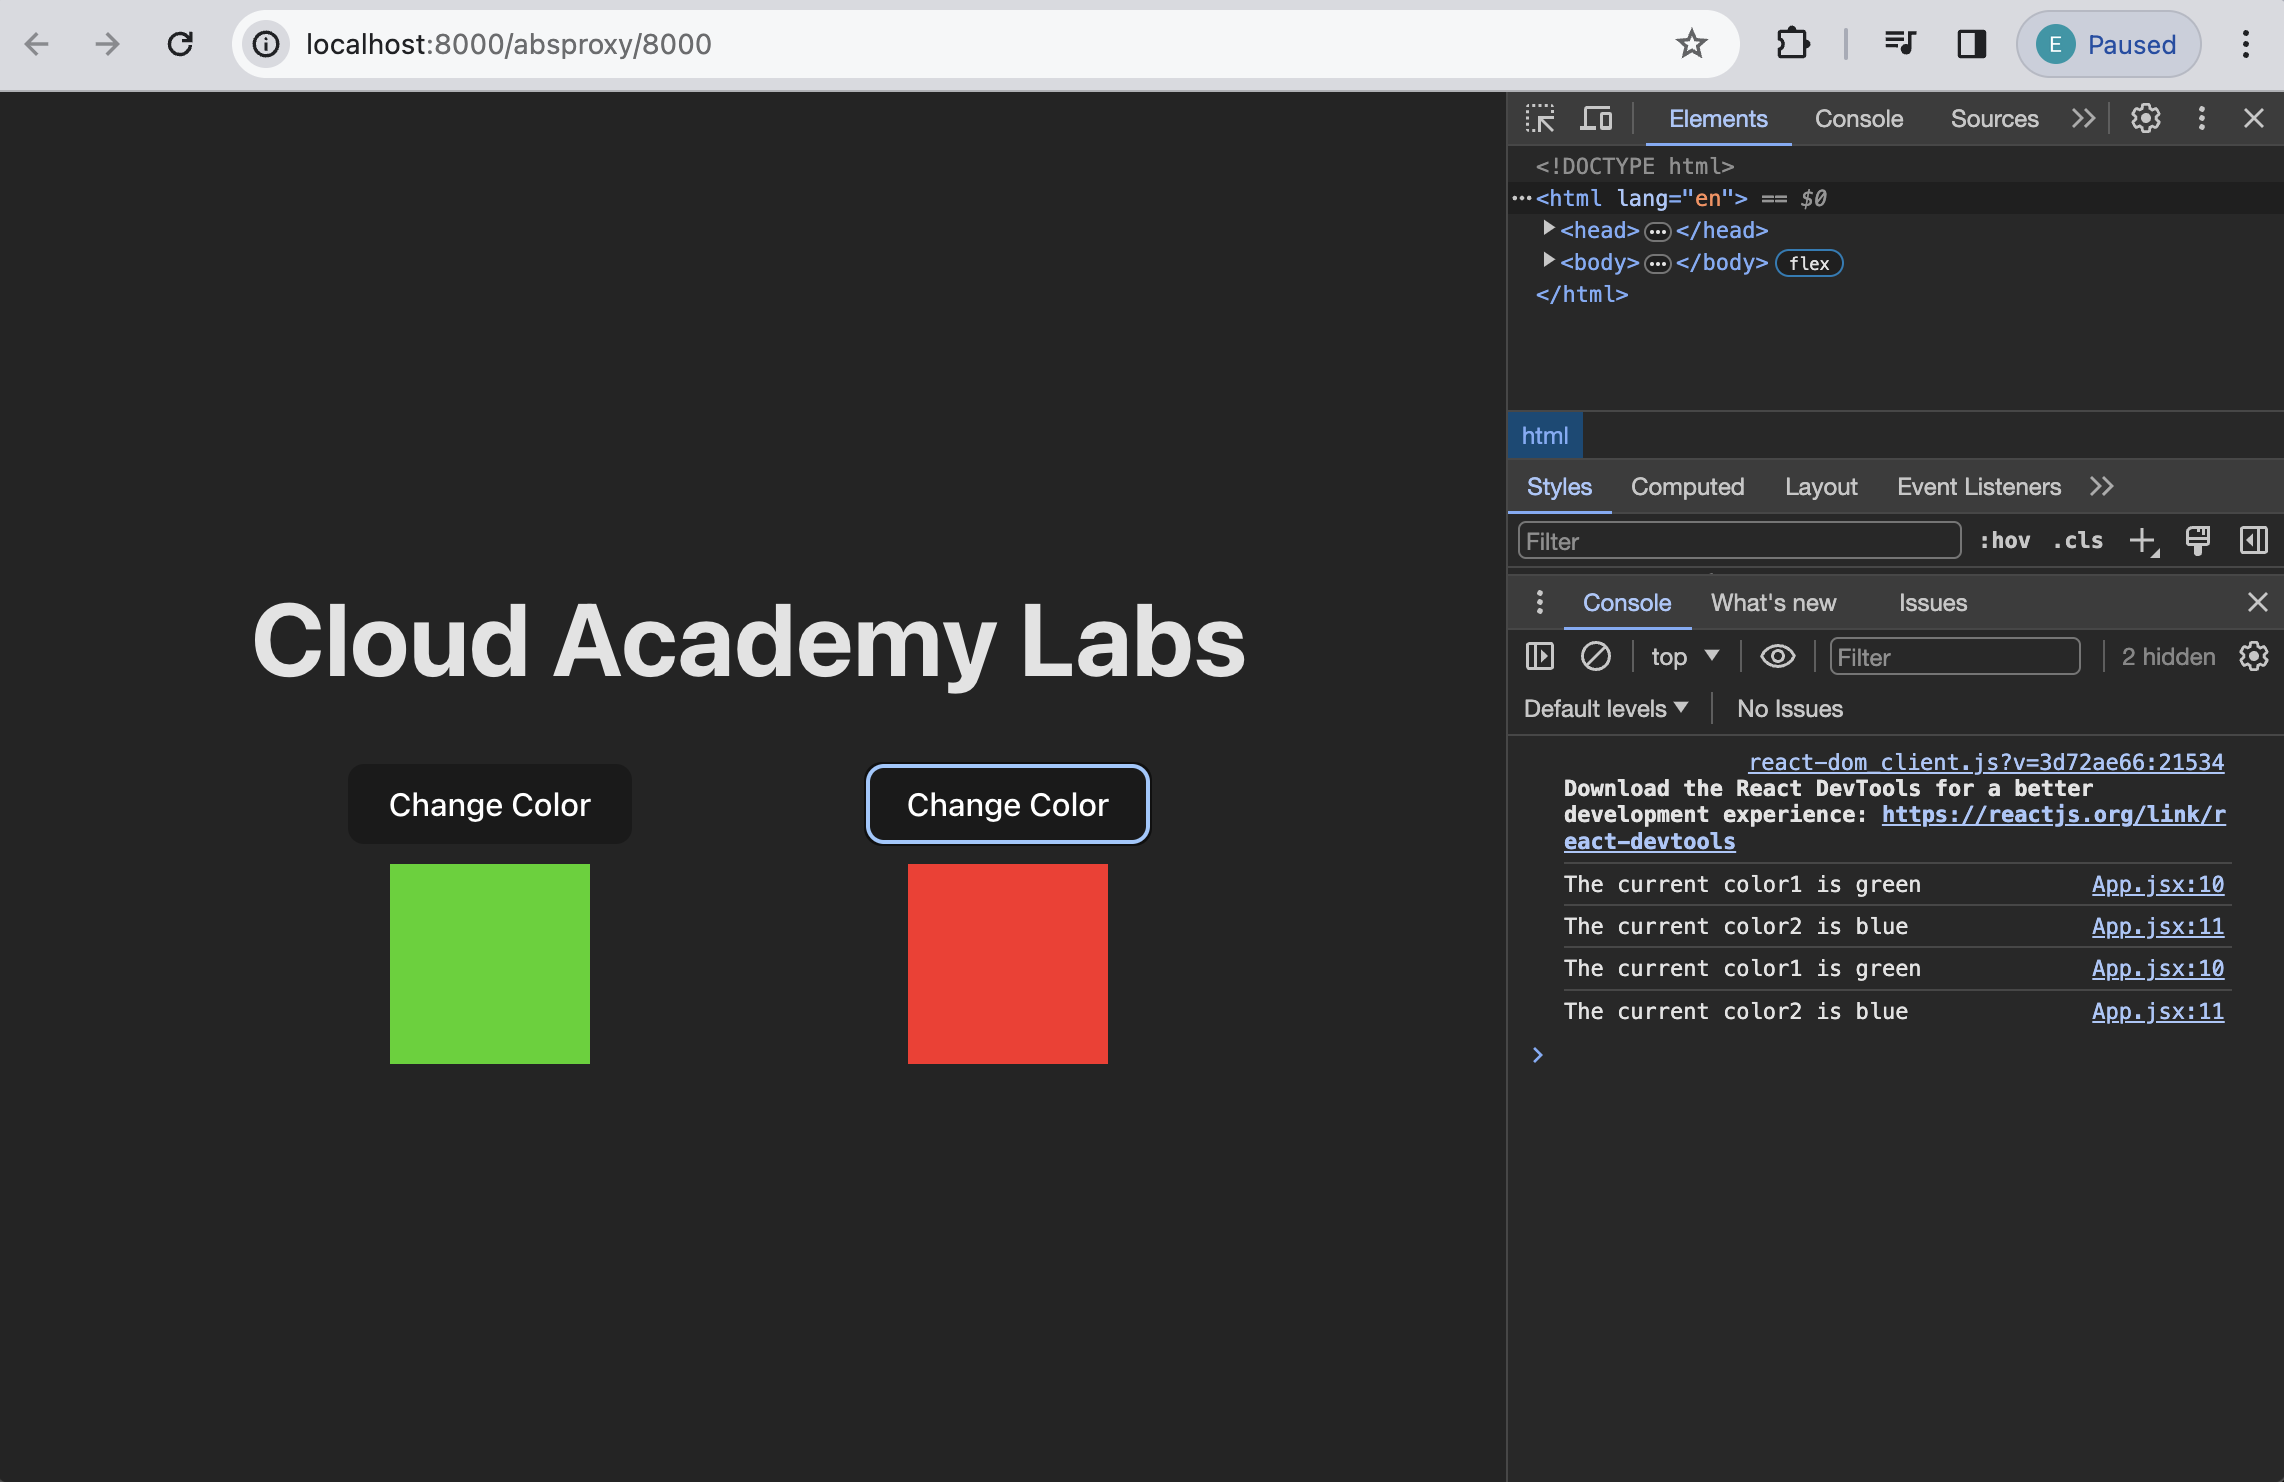 localhost:8000/absproxy/8000
E Paused
Elements Console Sources
<!DOCTYPE html>
<html lang="en"> == $0
<head>…</head>
<body>…</body> flex
</html>
html
Styles Computed Layout Event Listeners
Filter :hov .cls
Console What's new Issues
top Filter 2 hidden
Default levels No Issues
react-dom_client.js?v=3d72ae66:21534
Download the React DevTools for a better
development experience: https://reactjs.org/link/r
eact-devtools
The current color1 is green App.jsx:10
The current color2 is blue App.jsx:11
The current color1 is green App.jsx:10
The current color2 is blue App.jsx:11
Cloud Academy Labs
Change Color Change Color